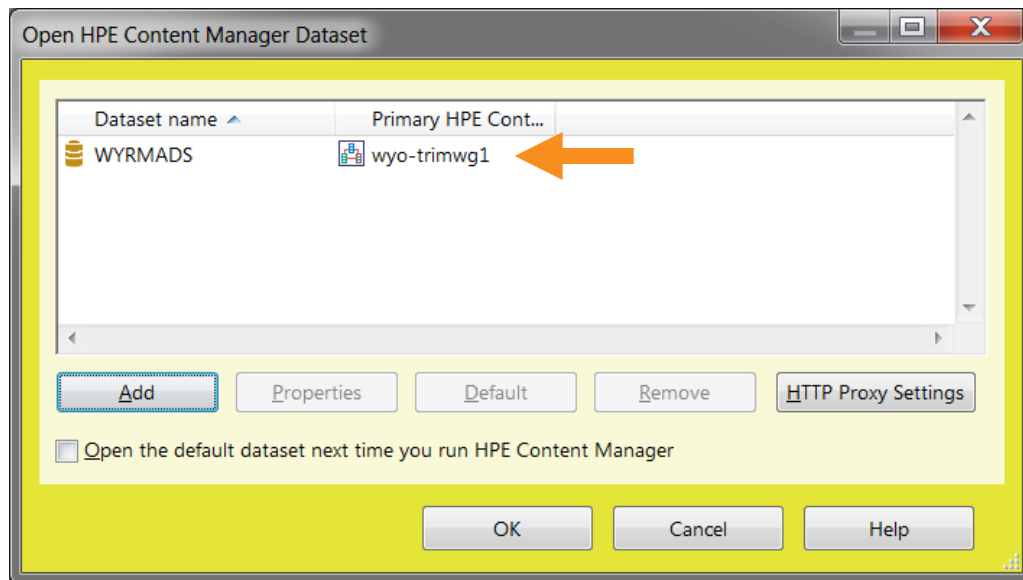 Open HPE Content Manager Dataset
Dataset name Primary HPE Cont...
WYRMADS wyo-trimwg1
Add Properties Default Remove HTTP Proxy Settings
Open the default dataset next time you run HPE Content Manager
OK Cancel Help